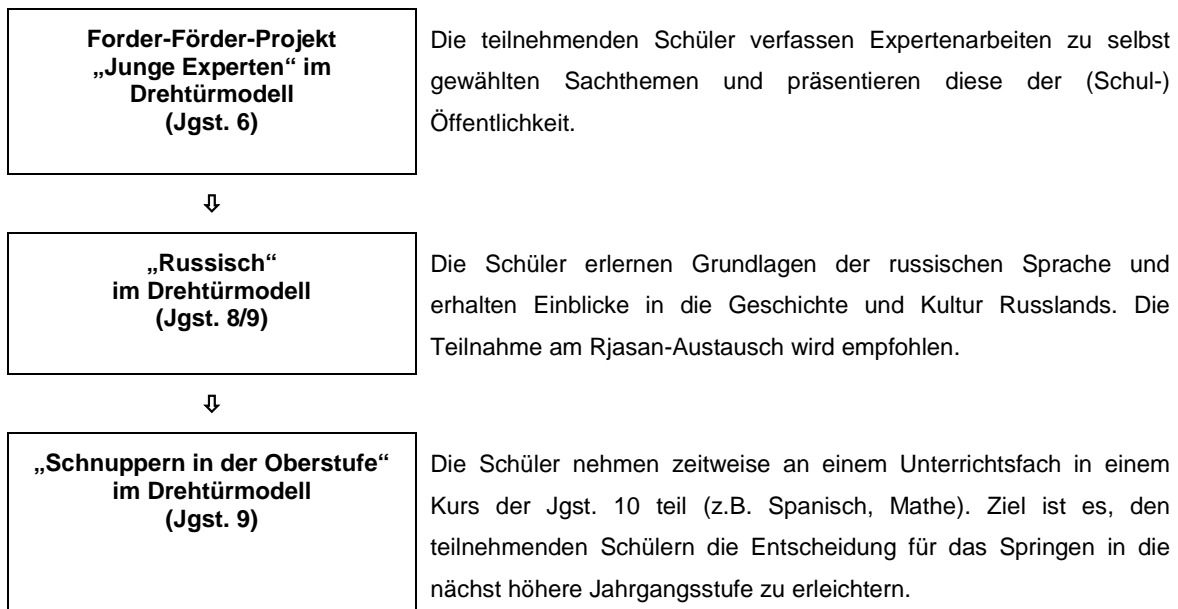 Forder-Förder-Projekt
„Junge Experten“ im
Drehtürmodell
(Jgst. 6)
Die teilnehmenden Schüler verfassen Expertenarbeiten zu selbst
gewählten Sachthemen und präsentieren diese der (Schul-)
Öffentlichkeit.
⇩
„Russisch“
im Drehtürmodell
(Jgst. 8/9)
Die Schüler erlernen Grundlagen der russischen Sprache und
erhalten Einblicke in die Geschichte und Kultur Russlands. Die
Teilnahme am Rjasan-Austausch wird empfohlen.
⇩
„Schnuppern in der Oberstufe“
im Drehtürmodell
(Jgst. 9)
Die Schüler nehmen zeitweise an einem Unterrichtsfach in einem
Kurs der Jgst. 10 teil (z.B. Spanisch, Mathe). Ziel ist es, den
teilnehmenden Schülern die Entscheidung für das Springen in die
nächst höhere Jahrgangsstufe zu erleichtern.